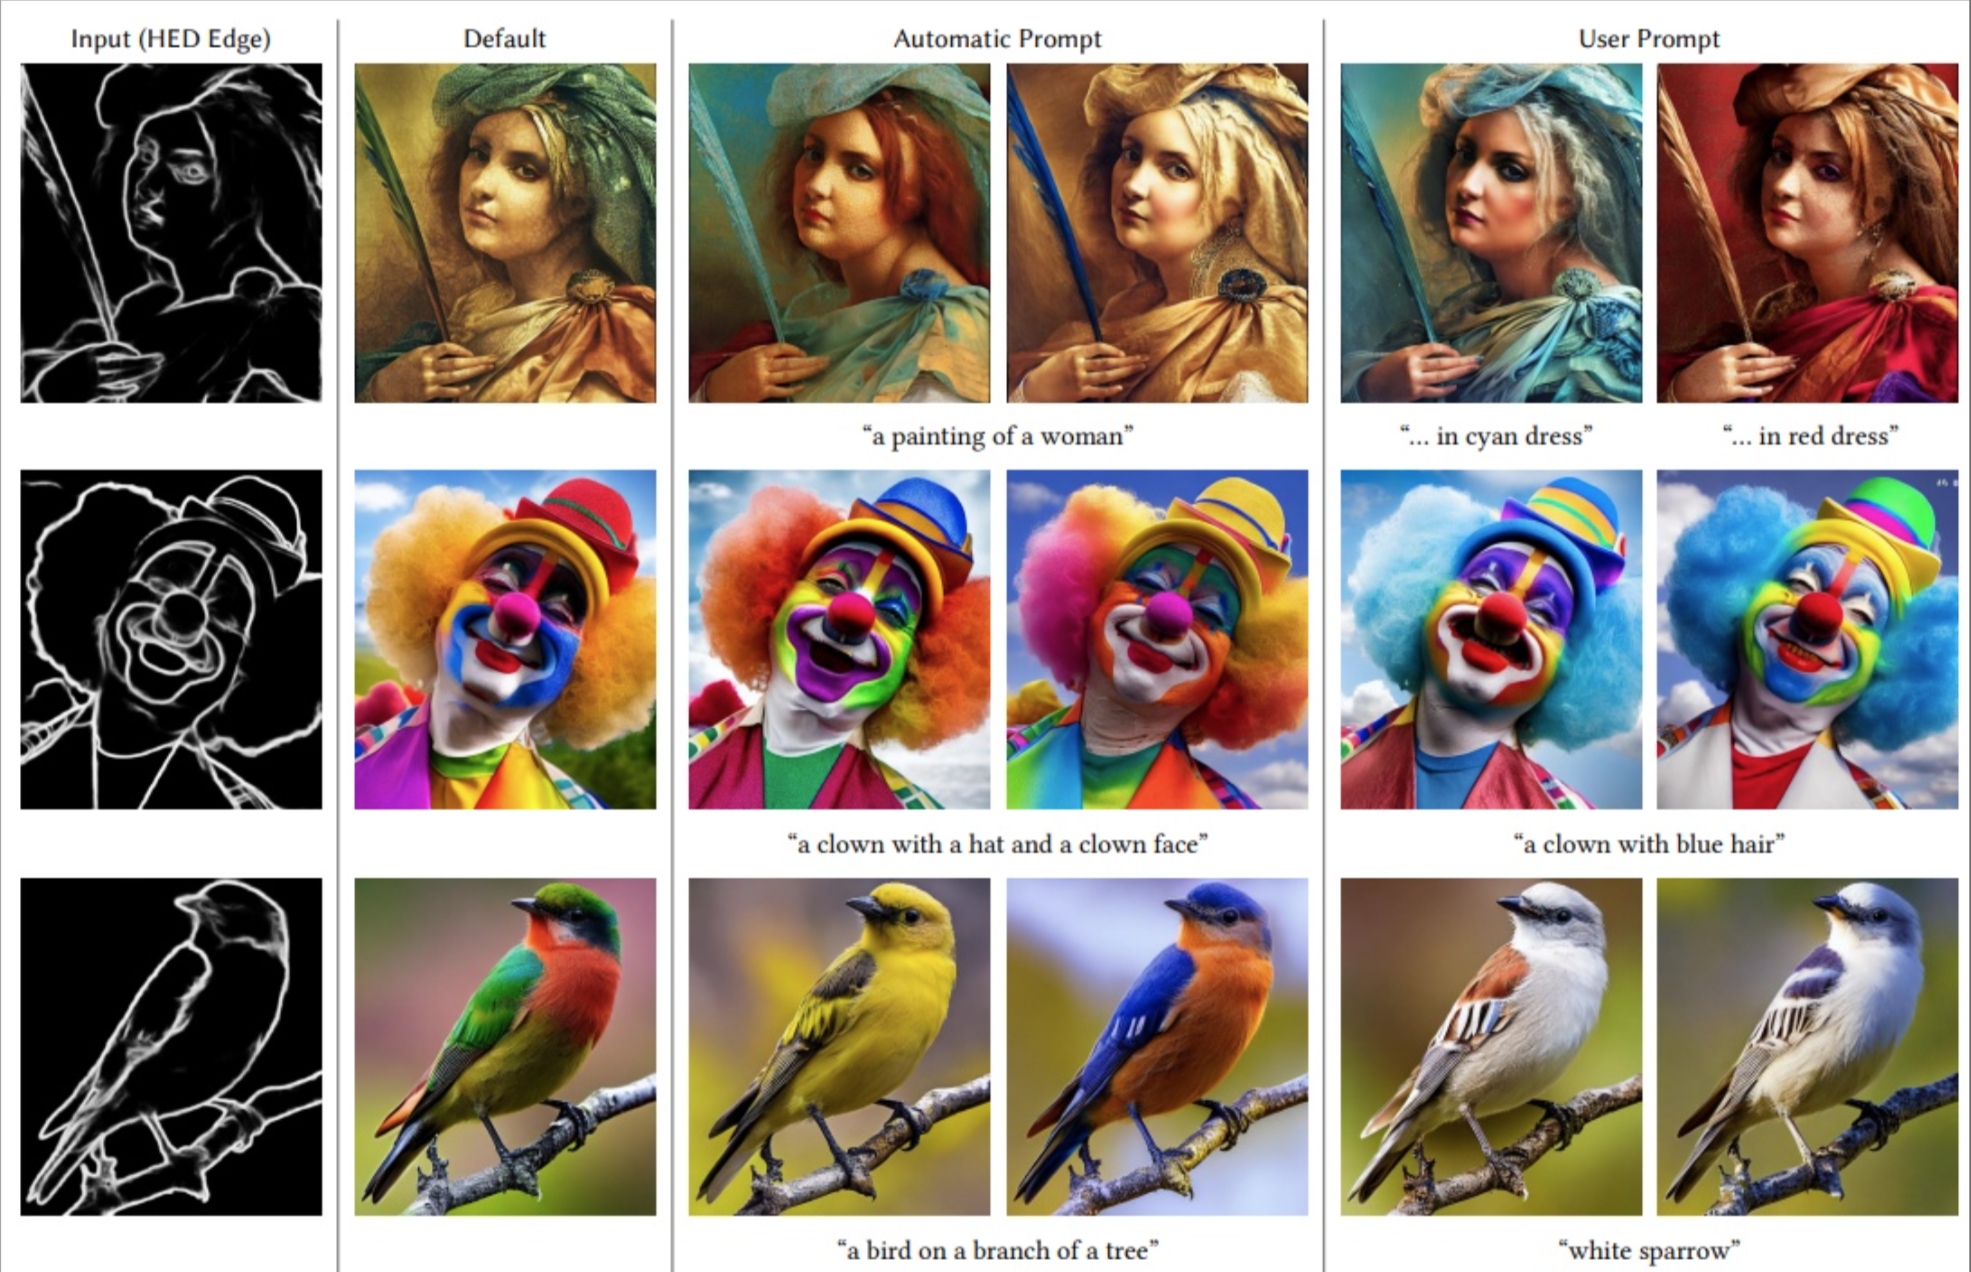 Input (HED Edge)
Default
Automatic Prompt
User Prompt
“a painting of a woman”
“... in cyan dress”
“... in red dress”
“a clown with a hat and a clown face”
“a clown with blue hair”
“a bird on a branch of a tree”
“white sparrow”